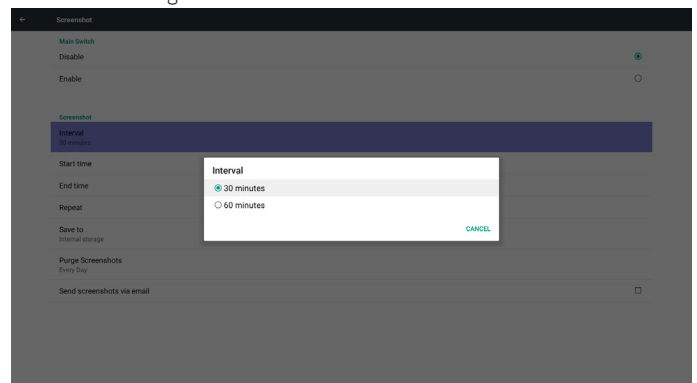 Screenshot
Main Switch
Disable
Enable
Screenshot
Interval
30 minutes
Start time
End time
Repeat
Save to
Internal storage
Purge Screenshots
Every Day
Send screenshots via email
Interval
30 minutes
60 minutes
CANCEL